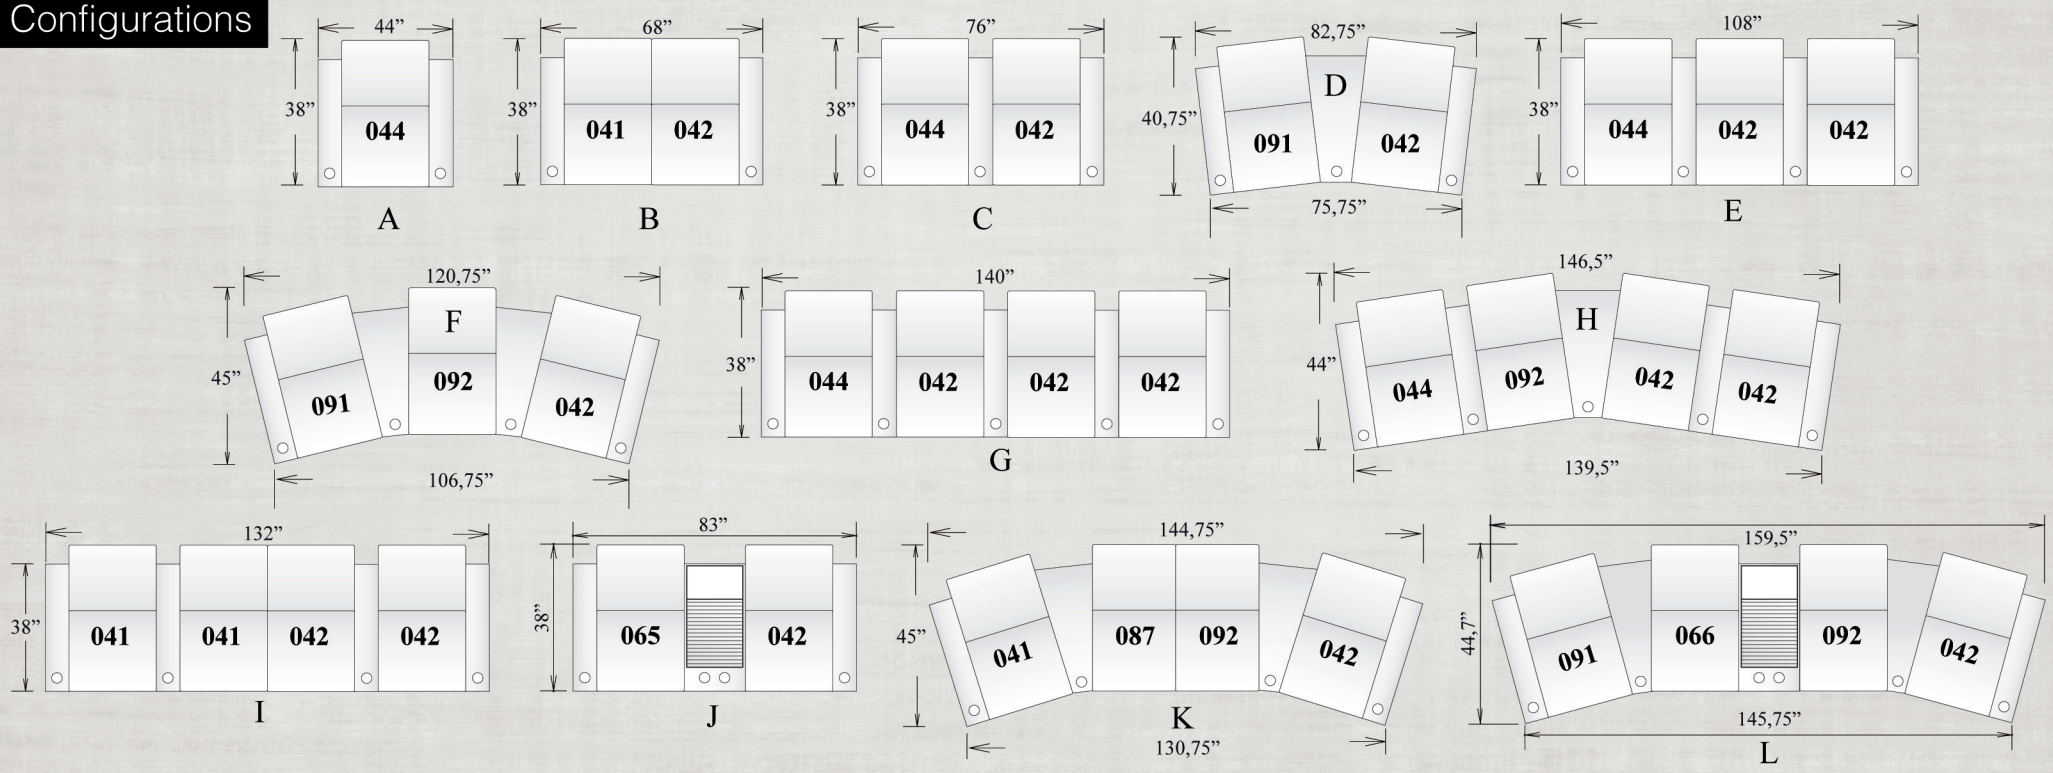 Configurations
44”
38”
044
A
68”
38”
041 042
B
76”
38”
044 042
C
82,75”
40,75”
D
091 042
75,75”
108”
38”
044 042 042
E
120,75”
45”
F
091 092 042
106,75”
140”
38”
044 042 042 042
G
146,5”
44”
H
044 092 042 042
139,5”
132”
38”
041 041 042 042
I
83”
38”
065 042
J
144,75”
45”
041 087 092 042
K
130,75”
159,5”
44,7”
091 066 092 042
145,75”
L